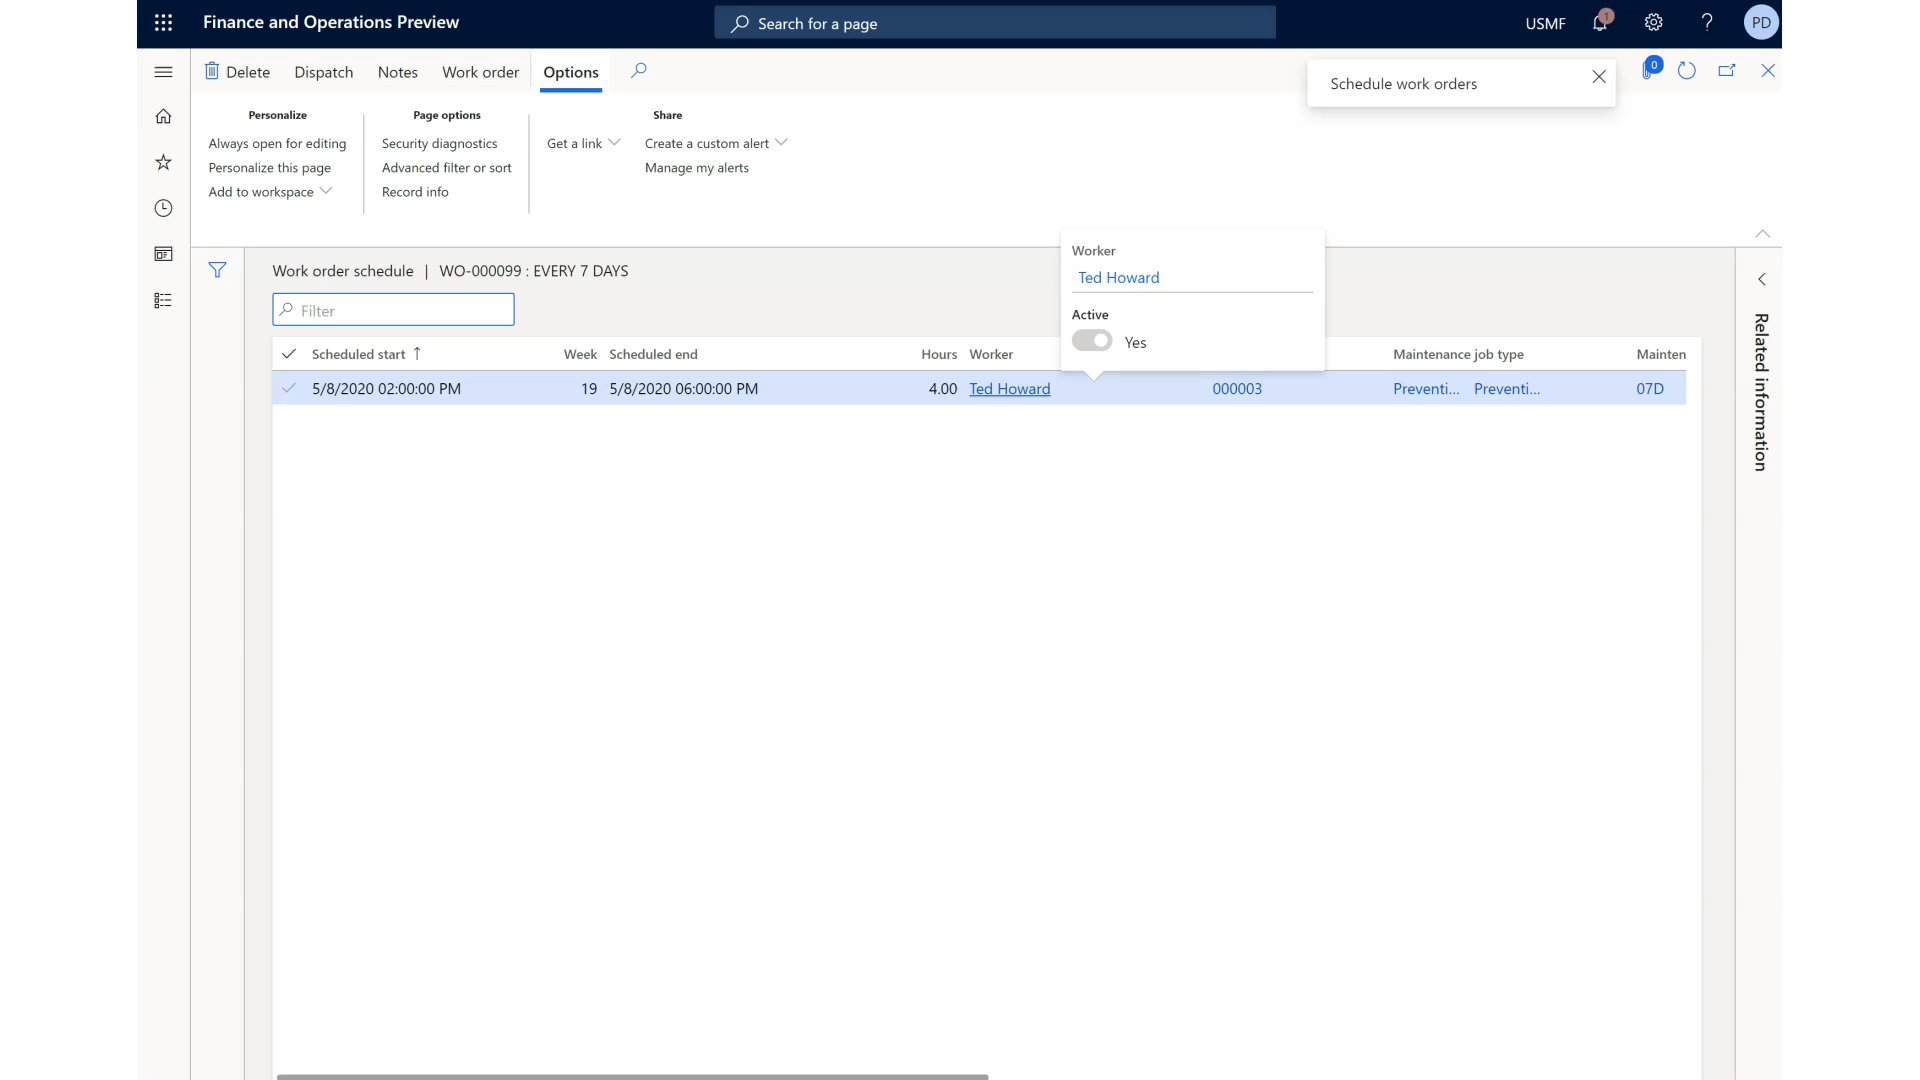 Finance and Operations Preview
Search for a page
USMF
1
PD
Delete
Dispatch
Notes
Work order
Options
0
Schedule work orders
Personalize
Always open for editing
Personalize this page
Add to workspace
Page options
Security diagnostics
Advanced filter or sort
Record info
Get a link
Share
Create a custom alert
Manage my alerts
Work order schedule | WO-000099 : EVERY 7 DAYS
Filter
Worker
Ted Howard
Active
Yes
Scheduled start Week Scheduled end Hours Worker Maintenance job type Mainten
5/8/2020 02:00:00 PM 19 5/8/2020 06:00:00 PM 4.00 Ted Howard 000003 Preventi... Preventi... 07D
Related information